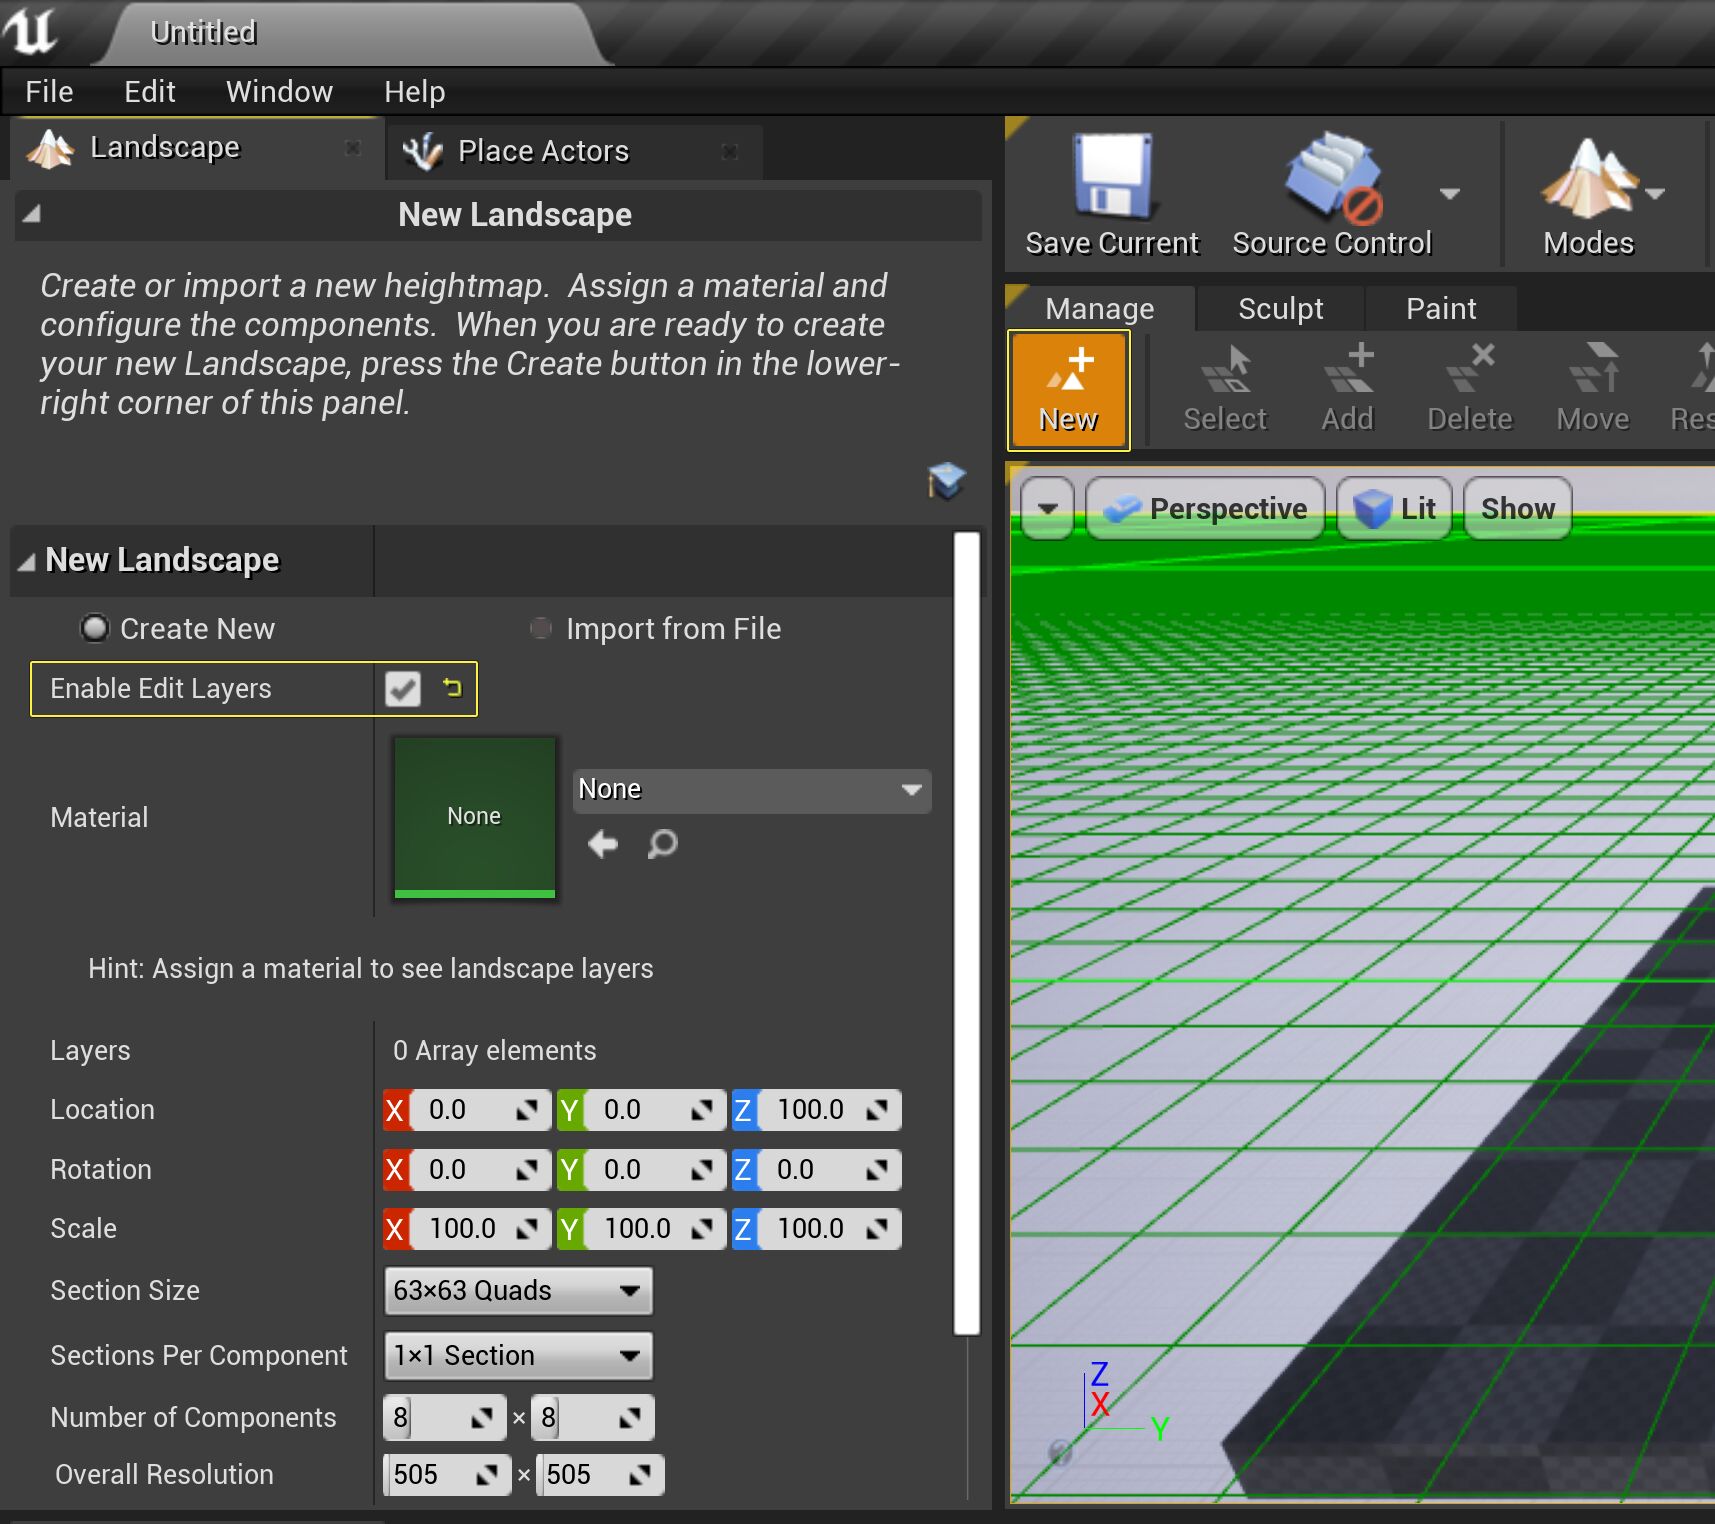 Untitled
File Edit Window Help
Landscape Place Actors
New Landscape
Create or import a new heightmap. Assign a material and
configure the components. When you are ready to create
your new Landscape, press the Create button in the lower-
right corner of this panel.
New Landscape
Create New Import from File
Enable Edit Layers
Material None None
Hint: Assign a material to see landscape layers
Layers 0 Array elements
Location X 0.0 Y 0.0 Z 100.0
Rotation X 0.0 Y 0.0 Z 0.0
Scale X 100.0 Y 100.0 Z 100.0
Section Size 63×63 Quads
Sections Per Component 1×1 Section
Number of Components 8 × 8
Overall Resolution 505 × 505
Save Current Source Control Modes
Manage Sculpt Paint
New Select Add Delete Move
Perspective Lit Show
Z
X
Y